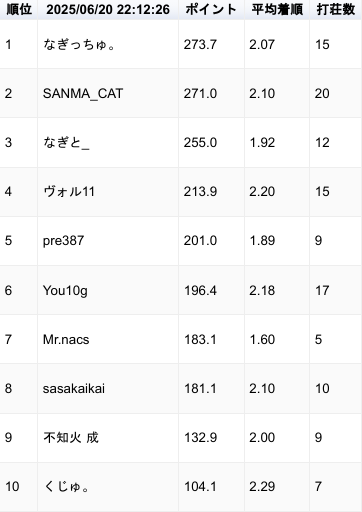 順位 2025/06/20 22:12:26 ポイント 平均着順 打荘数
1 なぎっちゅ。 273.7 2.07 15
2 SANMA_CAT 271.0 2.10 20
3 なぎと_ 255.0 1.92 12
4 ヴォル11 213.9 2.20 15
5 pre387 201.0 1.89 9
6 You10g 196.4 2.18 17
7 Mr.nacs 183.1 1.60 5
8 sasakaikai 181.1 2.10 10
9 不知火 成 132.9 2.00 9
10 くじゅ。 104.1 2.29 7